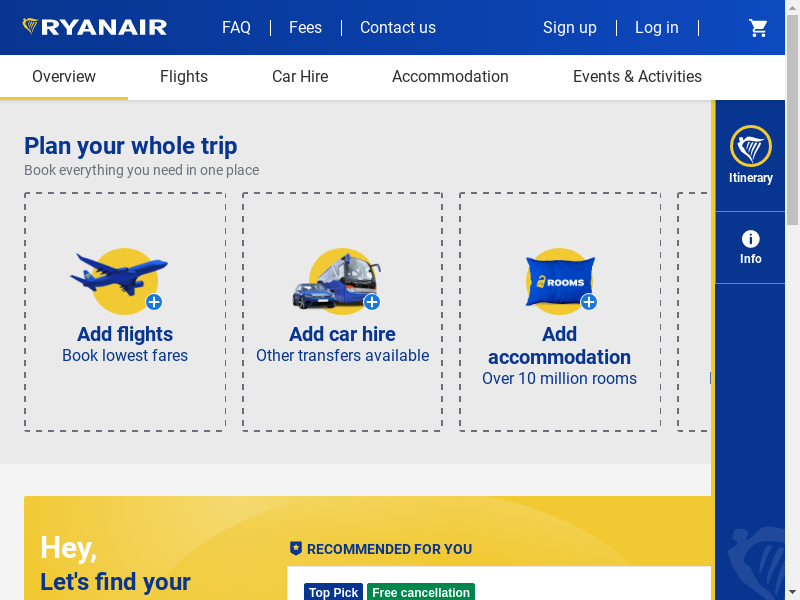 RYANAIR
FAQ
Fees
Contact us
Sign up
Log in
Overview
Flights
Car Hire
Accommodation
Events & Activities
Plan your whole trip
Book everything you need in one place
Add flights
Book lowest fares
Add car hire
Other transfers available
ROOMS
Add
accommodation
Over 10 million rooms
Itinerary
Info
Hey,
Let's find your
RECOMMENDED FOR YOU
Top Pick
Free cancellation